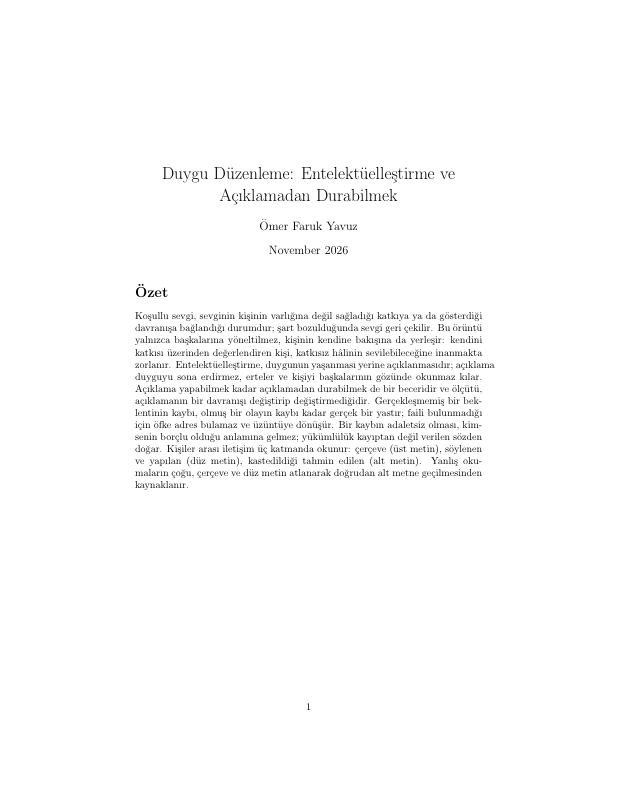 Duygu Düzenleme: Entelektüelleştirme ve
Açıklamadan Durabilmek
Ömer Faruk Yavuz
November 2026
Özet
Koşullu sevgi, sevginin kişinin varlığına değil sağladığı katkıya ya da gösterdiği
davranışa bağlandığı durumdur; şart bozulduğunda sevgi geri çekilir. Bu örüntü
yalnızca başkalarına yöneltilmez, kişinin kendine bakışına da yerleşir: kendini
katkısı üzerinden değerlendiren kişi, katkısız hâlinin sevilebileceğine inanmakta
zorlanır. Entelektüelleştirme, duygunun yaşanması yerine açıklanmasıdır; açıklama
duyguyu sona erdirmez, erteler ve kişiyi başkalarının gözünde okunmaz kılar.
Açıklama yapabilmek kadar açıklamadan durabilmek de bir beceridir ve ölçütü,
açıklamanın bir davranışı değiştirip değiştirmediğidir. Gerçekleşmemiş bir bek-
lentinin kaybı, olmuş bir olayın kaybı kadar gerçek bir yastır; faili bulunmadığı
için öfke adres bulamaz ve üzüntüye dönüşür. Bir kaybın adaletsiz olması, kim-
senin borçlu olduğu anlamına gelmez; yükümlülük kayıptan değil verilen sözden
doğar. Kişiler arası iletişim üç katmanda okunur: çerçeve (üst metin), söylenen
ve yapılan (düz metin), kastedildiği tahmin edilen (alt metin). Yanlış oku-
maların çoğu, çerçeve ve düz metin atlanarak doğrudan alt metne geçilmesinden
kaynaklanır.
1